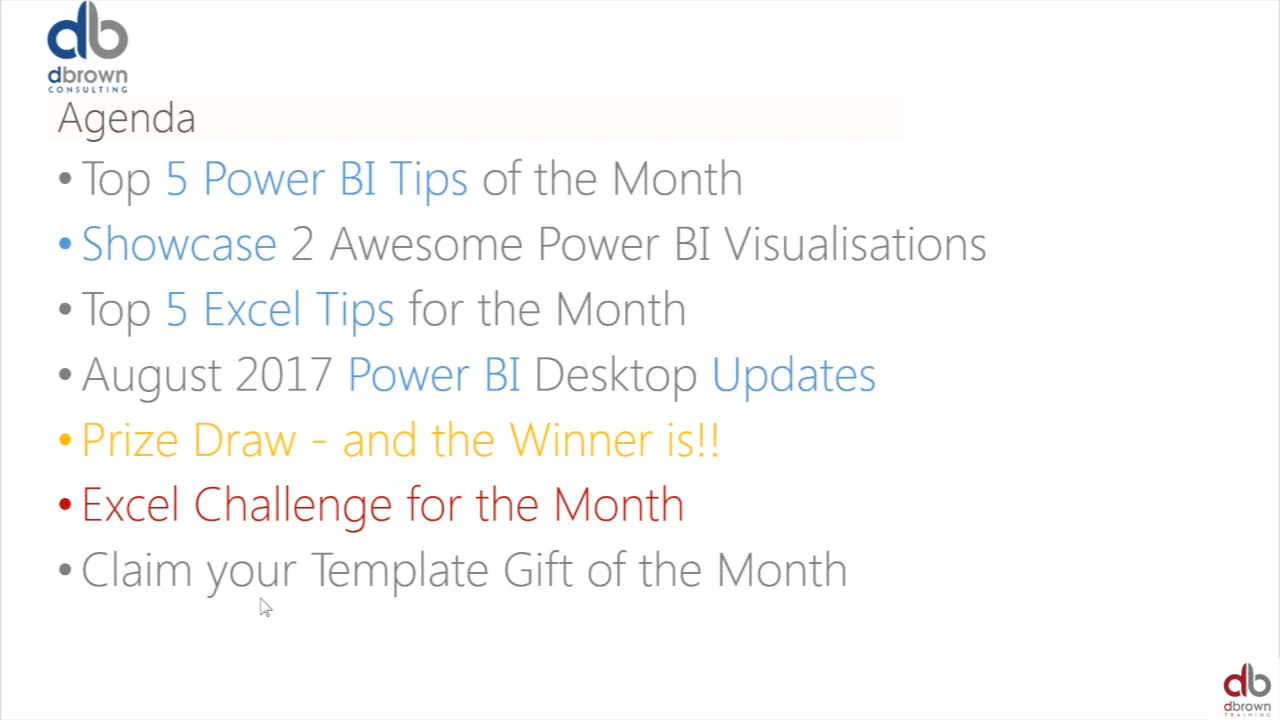 db
dbrown
CONSULTING
Agenda
• Top 5 Power BI Tips of the Month
• Showcase 2 Awesome Power BI Visualisations
• Top 5 Excel Tips for the Month
• August 2017 Power BI Desktop Updates
• Prize Draw - and the Winner is!!
• Excel Challenge for the Month
• Claim your Template Gift of the Month
db
dbrown
TRAINING